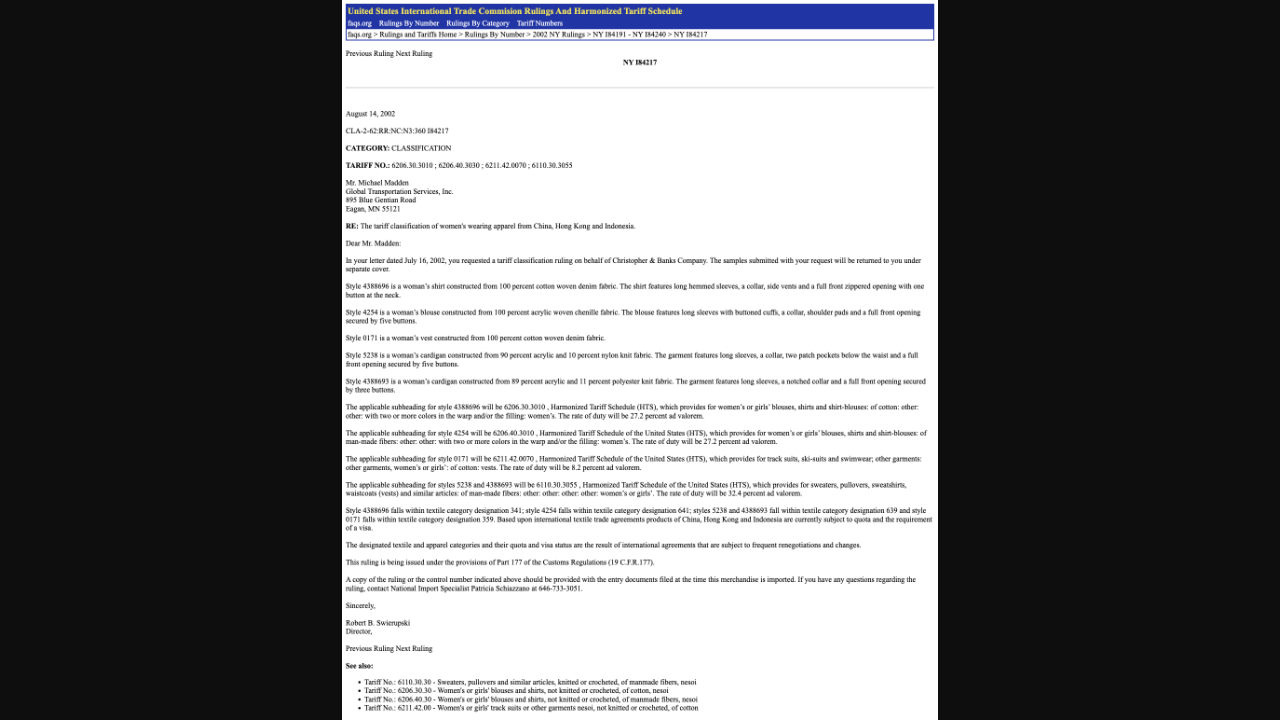 United States International Trade Commision Rulings And Harmonized Tariff Schedule
faqs.org Rulings By Number Rulings By Category Tariff Numbers
faqs.org > Rulings and Tariffs Home > Rulings By Number > 2002 NY Rulings > NY I84191 - NY I84240 > NY I84217
Previous Ruling Next Ruling
NY I84217
August 14, 2002
CLA-2-62:RR:NC:N3:360 I84217
CATEGORY: CLASSIFICATION
TARIFF NO.: 6206.30.3010 ; 6206.40.3030 ; 6211.42.0070 ; 6110.30.3055
Mr. Michael Madden
Global Transportation Services, Inc.
895 Blue Gentian Road
Eagan, MN 55121
RE: The tariff classification of women's wearing apparel from China, Hong Kong and Indonesia.
Dear Mr. Madden:
In your letter dated July 16, 2002, you requested a tariff classification ruling on behalf of Christopher & Banks Company. The samples submitted with your request will be returned to you under
separate cover.
Style 4388696 is a woman's shirt constructed from 100 percent cotton woven denim fabric. The shirt features long hemmed sleeves, a collar, side vents and a full front zippered opening with one
button at the neck.
Style 4254 is a woman's blouse constructed from 100 percent acrylic woven chenille fabric. The blouse features long sleeves with buttoned cuffs, a collar, shoulder pads and a full front opening
secured by five buttons.
Style 0171 is a woman's vest constructed from 100 percent cotton woven denim fabric.
Style 5238 is a woman's cardigan constructed from 90 percent acrylic and 10 percent nylon knit fabric. The garment features long sleeves, a collar, two patch pockets below the waist and a full
front opening secured by five buttons.
Style 4388693 is a woman's cardigan constructed from 89 percent acrylic and 11 percent polyester knit fabric. The garment features long sleeves, a notched collar and a full front opening secured
by three buttons.
The applicable subheading for style 4388696 will be 6206.30.3010 , Harmonized Tariff Schedule (HTS), which provides for women's or girls' blouses, shirts and shirt-blouses: of cotton: other:
other: with two or more colors in the warp and/or the filling: women's. The rate of duty will be 27.2 percent ad valorem.
The applicable subheading for style 4254 will be 6206.40.3010 , Harmonized Tariff Schedule of the United States (HTS), which provides for women's or girls' blouses, shirts and shirt-blouses: of
man-made fibers: other: other: with two or more colors in the warp and/or the filling: women's. The rate of duty will be 27.2 percent ad valorem.
The applicable subheading for style 0171 will be 6211.42.0070 , Harmonized Tariff Schedule of the United States (HTS), which provides for track suits, ski-suits and swimwear; other garments:
other garments, women's or girls': of cotton: vests. The rate of duty will be 8.2 percent ad valorem.
The applicable subheading for styles 5238 and 4388693 will be 6110.30.3055 , Harmonized Tariff Schedule of the United States (HTS), which provides for sweaters, pullovers, sweatshirts,
waistcoats (vests) and similar articles: of man-made fibers: other: other: other: other: women's or girls'. The rate of duty will be 32.4 percent ad valorem.
Style 4388696 falls within textile category designation 341; style 4254 falls within textile category designation 641; styles 5238 and 4388693 fall within textile category designation 639 and style
0171 falls within textile category designation 359. Based upon international textile trade agreements products of China, Hong Kong and Indonesia are currently subject to quota and the requirement
of a visa.
The designated textile and apparel categories and their quota and visa status are the result of international agreements that are subject to frequent renegotiations and changes.
This ruling is being issued under the provisions of Part 177 of the Customs Regulations (19 C.F.R.177).
A copy of the ruling or the control number indicated above should be provided with the entry documents filed at the time this merchandise is imported. If you have any questions regarding the
ruling, contact National Import Specialist Patricia Schiazzano at 646-733-3051.
Sincerely,
Robert B. Swierupski
Director,
Previous Ruling Next Ruling
See also:
• Tariff No.: 6110.30.30 - Sweaters, pullovers and similar articles, knitted or crocheted, of manmade fibers, nesoi
• Tariff No.: 6206.30.30 - Women's or girls' blouses and shirts, not knitted or crocheted, of cotton, nesoi
• Tariff No.: 6206.40.30 - Women's or girls' blouses and shirts, not knitted or crocheted, of manmade fibers, nesoi
• Tariff No.: 6211.42.00 - Women's or girls' track suits or other garments nesoi, not knitted or crocheted, of cotton